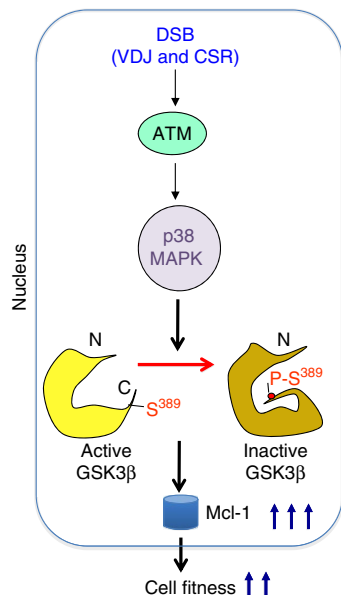 DSB
(VDJ and CSR)
ATM
p38
MAPK
Nucleus
N
C
S³⁸⁹
Active
GSK3β
N
P-S³⁸⁹
Inactive
GSK3β
Mcl-1
Cell fitness